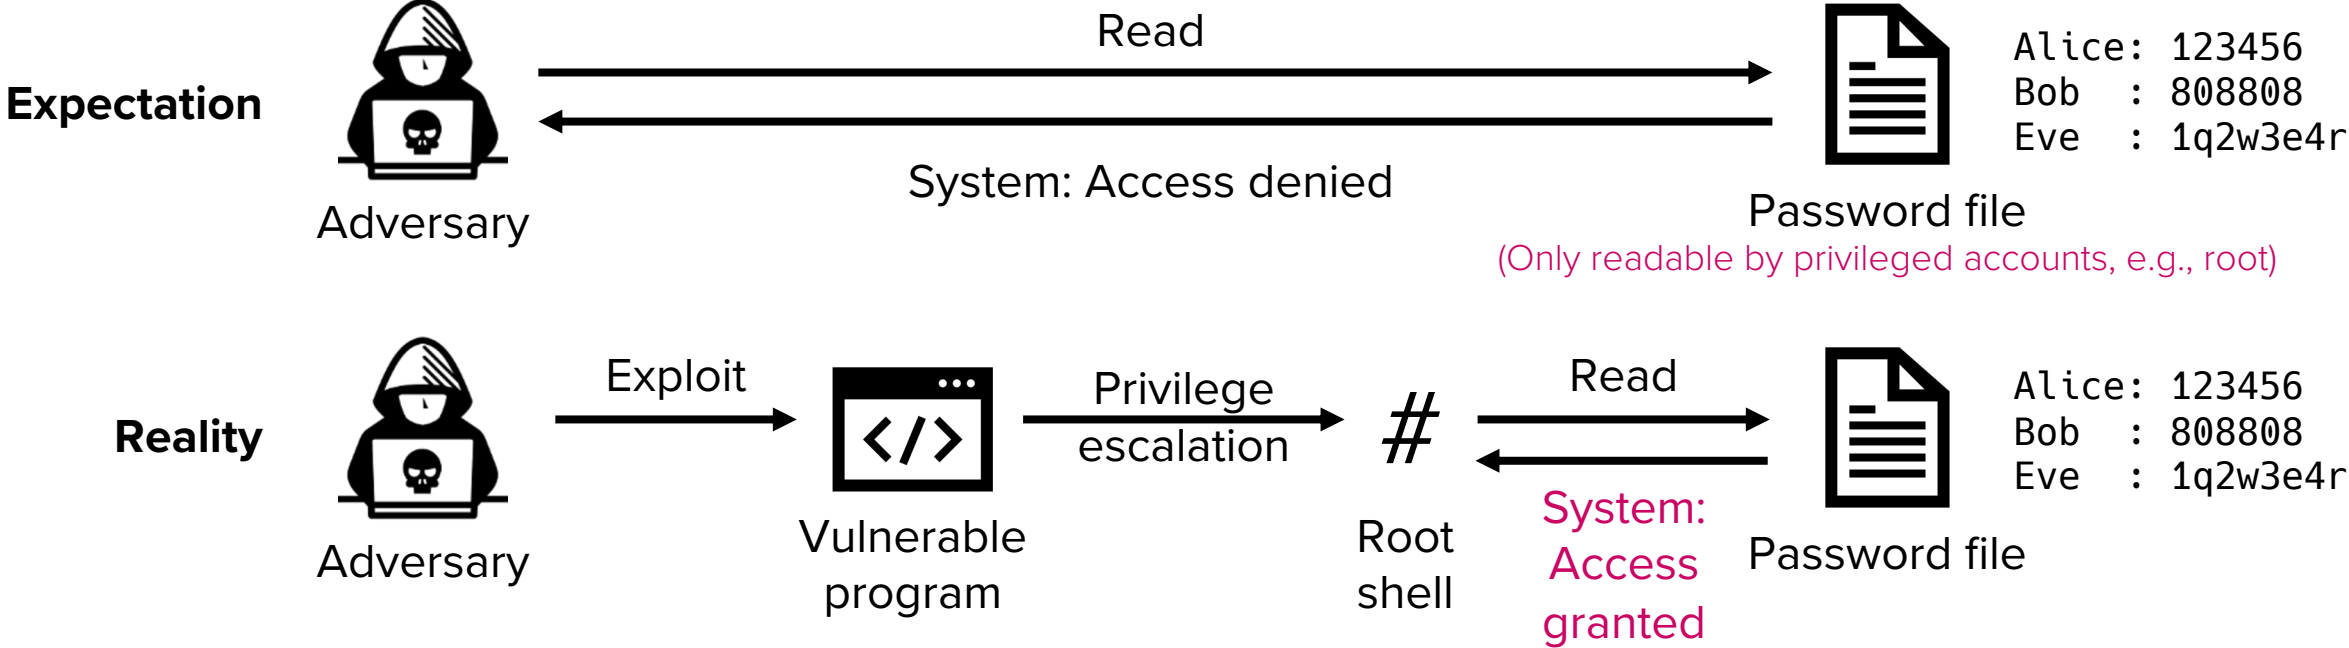 Expectation
Adversary
Read
System: Access denied
Password file
(Only readable by privileged accounts, e.g., root)
Alice: 123456
Bob  : 808808
Eve  : 1q2w3e4r
Reality
Adversary
Exploit
</>
Vulnerable
program
Privilege
escalation
#
Root
shell
Read
System:
Access
granted
Password file
Alice: 123456
Bob  : 808808
Eve  : 1q2w3e4r